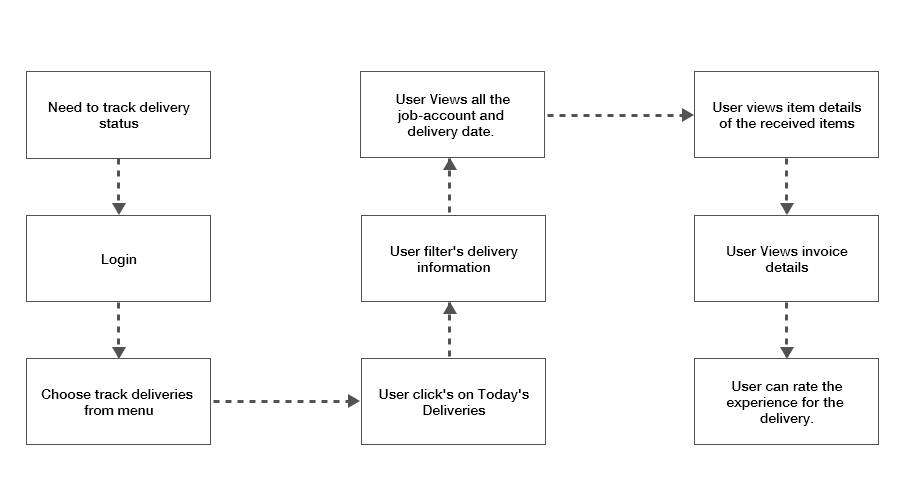 Need to track delivery
status
Login
Choose track deliveries
from menu
User click's on Today's
Deliveries
User filter's delivery
information
User Views all the
job-account and
delivery date.
User views item details
of the received items
User Views invoice
details
User can rate the
experience for the
delivery.